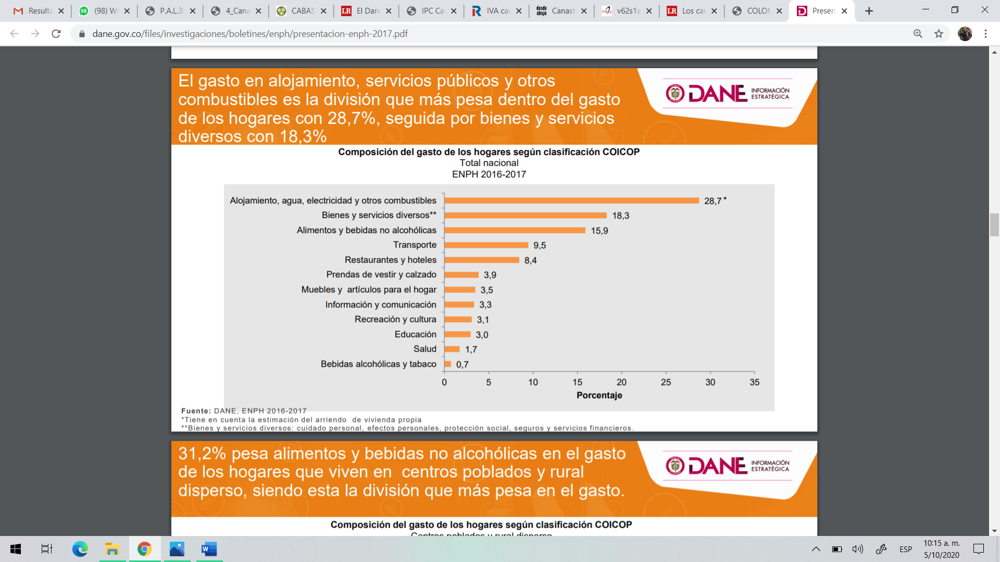 Resulta
(98) W
P.A.L.3
4_Cana
CABAS
El Dan
IPC Ca
IVA ca
Canast
v62s1a
Los car
COLO
Presen
dane.gov.co/files/investigaciones/boletines/enph/presentacion-enph-2017.pdf
El gasto en alojamiento, servicios públicos y otros
combustibles es la división que más pesa dentro del gasto
de los hogares con 28,7%, seguida por bienes y servicios
diversos con 18,3%
DANE INFORMACIÓN
ESTRATÉGICA
Composición del gasto de los hogares según clasificación COICOP
Total nacional
ENPH 2016-2017
Alojamiento, agua, electricidad y otros combustibles 28,7*
Bienes y servicios diversos** 18,3
Alimentos y bebidas no alcohólicas 15,9
Transporte 9,5
Restaurantes y hoteles 8,4
Prendas de vestir y calzado 3,9
Muebles y artículos para el hogar 3,5
Información y comunicación 3,3
Recreación y cultura 3,1
Educación 3,0
Salud 1,7
Bebidas alcohólicas y tabaco 0,7
0 5 10 15 20 25 30 35
Porcentaje
Fuente: DANE, ENPH 2016-2017
*Tiene en cuenta la estimación del arriendo de vivienda propia
**Bienes y servicios diversos: cuidado personal, efectos personales, protección social, seguros y servicios financieros.
31,2% pesa alimentos y bebidas no alcohólicas en el gasto
de los hogares que viven en centros poblados y rural
disperso, siendo esta la división que más pesa en el gasto.
DANE INFORMACIÓN
ESTRATÉGICA
Composición del gasto de los hogares según clasificación COICOP
Centros poblados y rural disperso
ESP
10:15 a. m.
5/10/2020